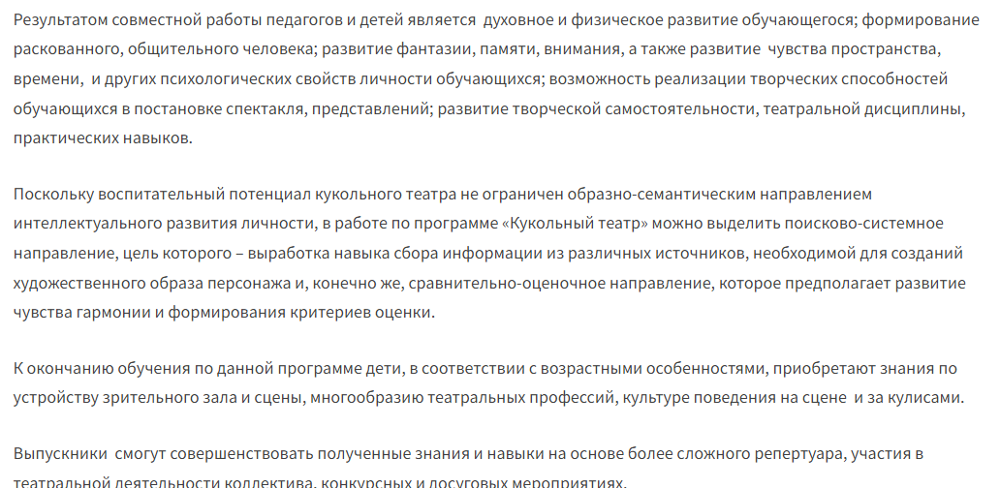 Результатом совместной работы педагогов и детей является  духовное и физическое развитие обучающегося; формирование
раскованного, общительного человека; развитие фантазии, памяти, внимания, а также развитие  чувства пространства,
времени,  и других психологических свойств личности обучающихся; возможность реализации творческих способностей
обучающихся в постановке спектакля, представлений; развитие творческой самостоятельности, театральной дисциплины,
практических навыков.
Поскольку воспитательный потенциал кукольного театра не ограничен образно-семантическим направлением
интеллектуального развития личности, в работе по программе «Кукольный театр» можно выделить поисково-системное
направление, цель которого – выработка навыка сбора информации из различных источников, необходимой для созданий
художественного образа персонажа и, конечно же, сравнительно-оценочное направление, которое предполагает развитие
чувства гармонии и формирования критериев оценки.
К окончанию обучения по данной программе дети, в соответствии с возрастными особенностями, приобретают знания по
устройству зрительного зала и сцены, многообразию театральных профессий, культуре поведения на сцене  и за кулисами.
Выпускники  смогут совершенствовать полученные знания и навыки на основе более сложного репертуара, участия в
театральной деятельности коллектива, конкурсных и досуговых мероприятиях.